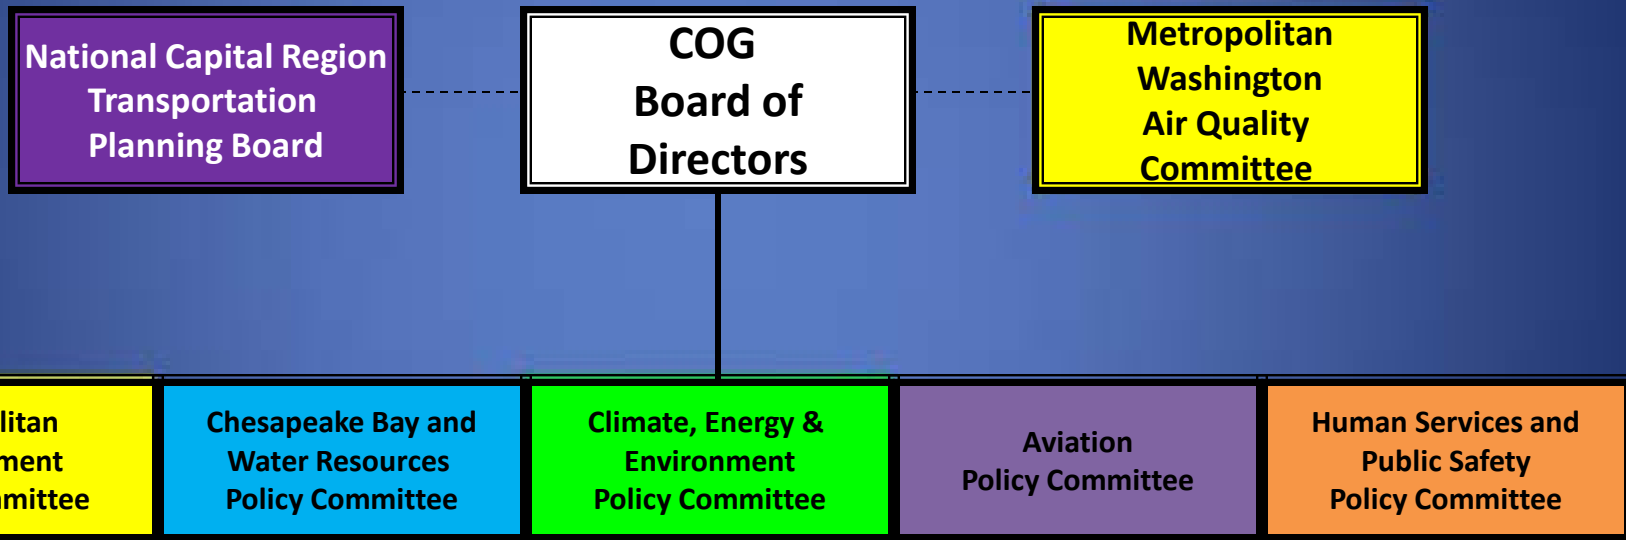 National Capital Region
Transportation
Planning Board
COG
Board of
Directors
Metropolitan
Washington
Air Quality
Committee
Chesapeake Bay and
Water Resources
Policy Committee
Climate, Energy &
Environment
Policy Committee
Aviation
Policy Committee
Human Services and
Public Safety
Policy Committee